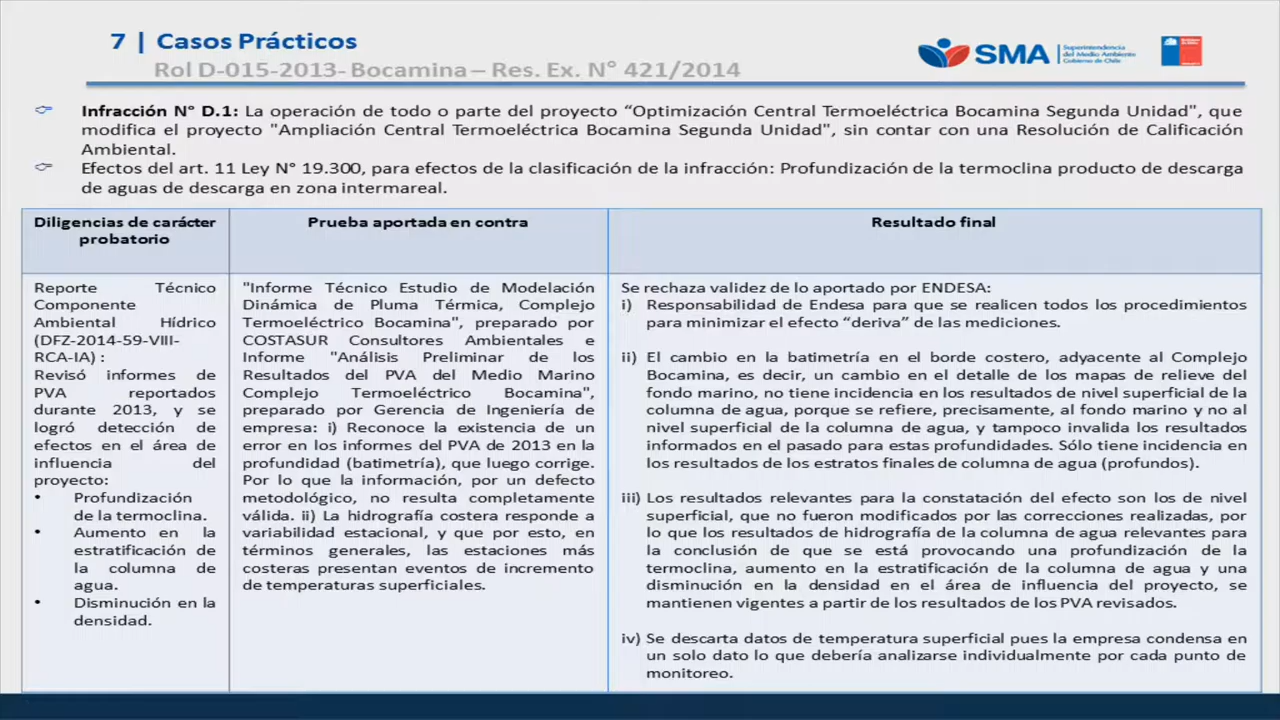 7 | Casos Prácticos
Rol D-015-2013- Bocamina – Res. Ex. N° 421/2014
SMA
Superintendencia
del Medio Ambiente
Gobierno de Chile
Infracción N° D.1: La operación de todo o parte del proyecto “Optimización Central Termoeléctrica Bocamina Segunda Unidad", que
modifica el proyecto "Ampliación Central Termoeléctrica Bocamina Segunda Unidad", sin contar con una Resolución de Calificación
Ambiental.
Efectos del art. 11 Ley N° 19.300, para efectos de la clasificación de la infracción: Profundización de la termoclina producto de descarga
de aguas de descarga en zona intermareal.
Diligencias de carácter
probatorio
Reporte Técnico
Componente
Ambiental Hídrico
(DFZ-2014-59-VIII-
RCA-IA) :
Revisó informes de
PVA reportados
durante 2013, y se
logró detección de
efectos en el área de
influencia del
proyecto:
• Profundización
de la termoclina.
• Aumento en la
estratificación de
la columna de
agua.
• Disminución en la
densidad.
Prueba aportada en contra
"Informe Técnico Estudio de Modelación
Dinámica de Pluma Térmica, Complejo
Termoeléctrico Bocamina", preparado por
COSTASUR Consultores Ambientales e
Informe "Análisis Preliminar de los
Resultados del PVA del Medio Marino
Complejo Termoeléctrico Bocamina",
preparado por Gerencia de Ingeniería de
empresa: i) Reconoce la existencia de un
error en los informes del PVA de 2013 en la
profundidad (batimetría), que luego corrige.
Por lo que la información, por un defecto
metodológico, no resulta completamente
válida. ii) La hidrografía costera responde a
variabilidad estacional, y que por esto, en
términos generales, las estaciones más
costeras presentan eventos de incremento
de temperaturas superficiales.
Resultado final
Se rechaza validez de lo aportado por ENDESA:
i) Responsabilidad de Endesa para que se realicen todos los procedimientos
para minimizar el efecto “deriva” de las mediciones.
ii) El cambio en la batimetría en el borde costero, adyacente al Complejo
Bocamina, es decir, un cambio en el detalle de los mapas de relieve del
fondo marino, no tiene incidencia en los resultados de nivel superficial de la
columna de agua, porque se refiere, precisamente, al fondo marino y no al
nivel superficial de la columna de agua, y tampoco invalida los resultados
informados en el pasado para estas profundidades. Sólo tiene incidencia en
los resultados de los estratos finales de columna de agua (profundos).
iii) Los resultados relevantes para la constatación del efecto son los de nivel
superficial, que no fueron modificados por las correcciones realizadas, por
lo que los resultados de hidrografía de la columna de agua relevantes para
la conclusión de que se está provocando una profundización de la
termoclina, aumento en la estratificación de la columna de agua y una
disminución en la densidad en el área de influencia del proyecto, se
mantienen vigentes a partir de los resultados de los PVA revisados.
iv) Se descarta datos de temperatura superficial pues la empresa condensa en
un solo dato lo que debería analizarse individualmente por cada punto de
monitoreo.